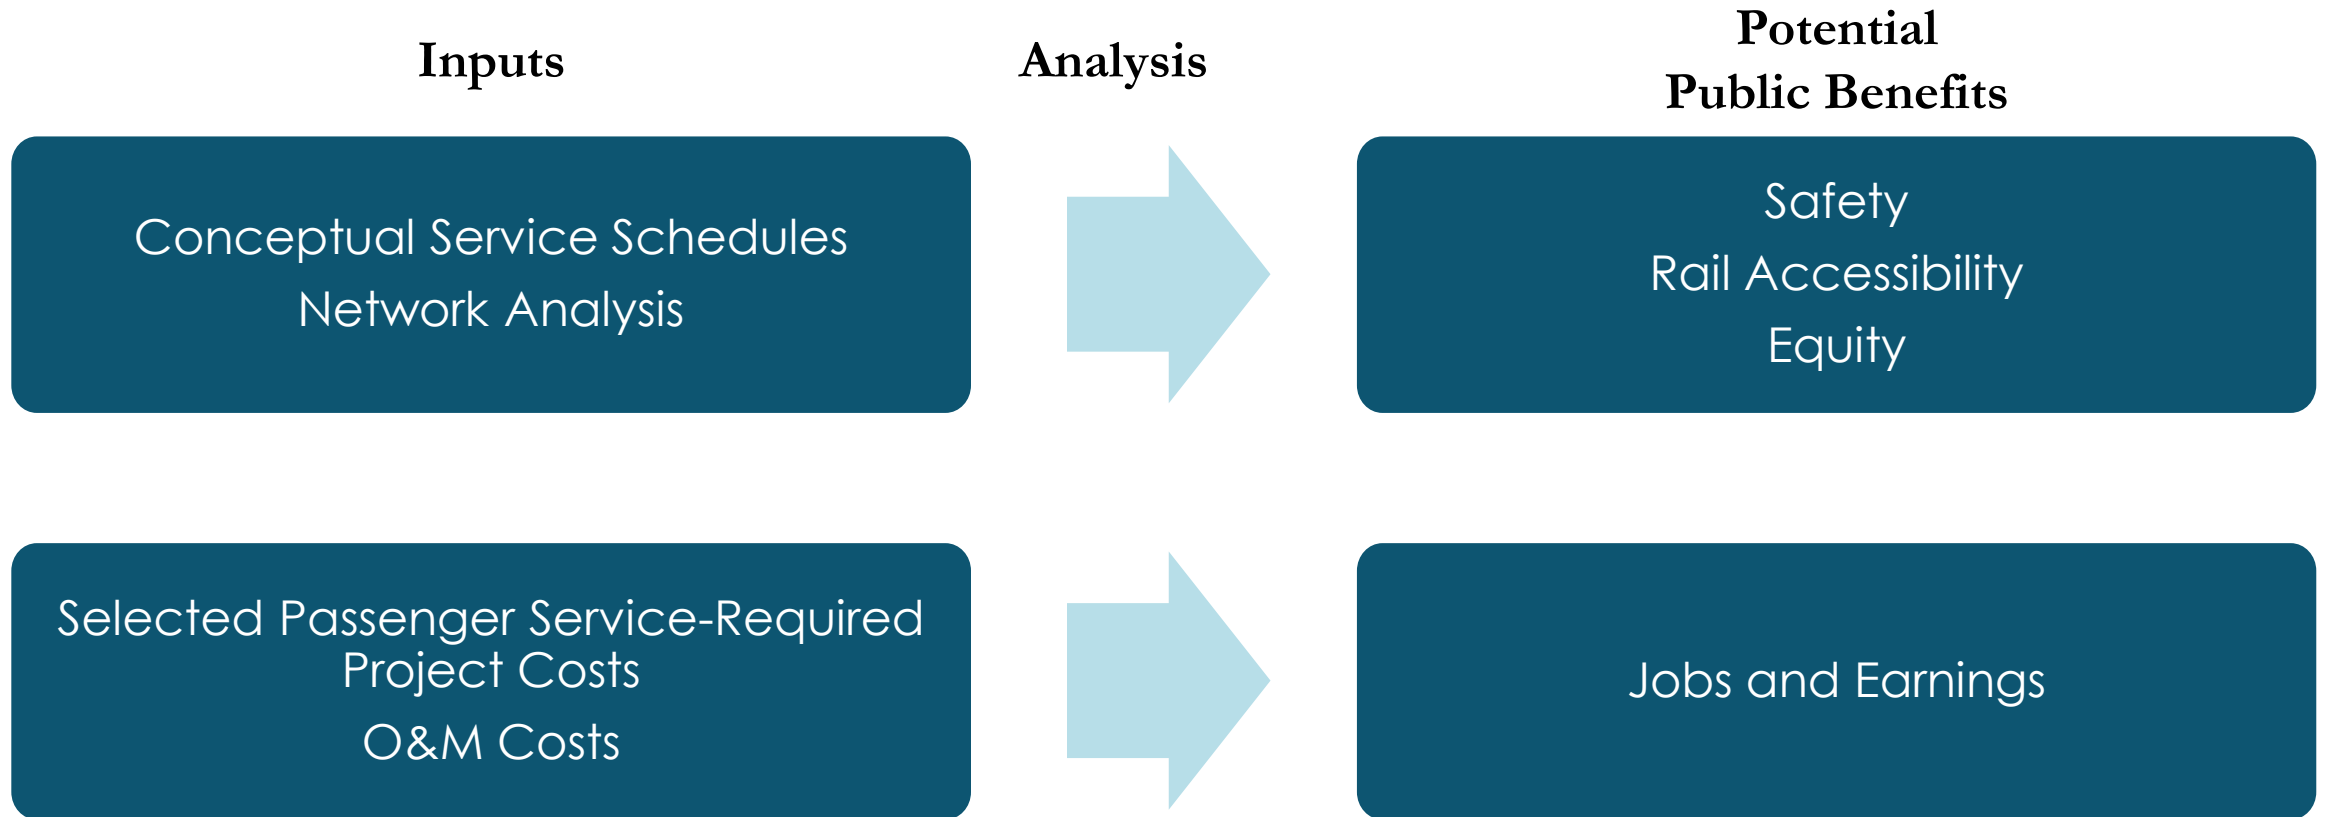 Inputs
Analysis
Potential
Public Benefits
Conceptual Service Schedules
Network Analysis
Safety
Rail Accessibility
Equity
Selected Passenger Service-Required
Project Costs
O&M Costs
Jobs and Earnings